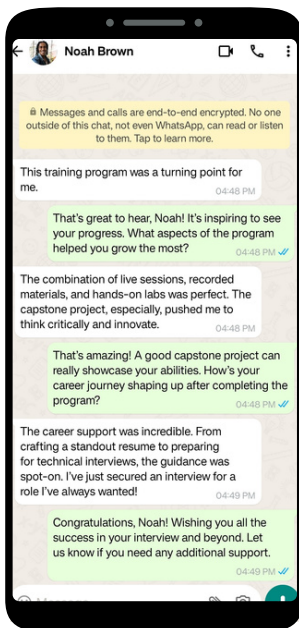 Noah Brown
Messages and calls are end-to-end encrypted. No one
outside of this chat, not even WhatsApp, can read or listen
to them. Tap to learn more.
This training program was a turning point for
me.
04:48 PM
That's great to hear, Noah! It's inspiring to see
your progress. What aspects of the program
helped you grow the most?
04:48 PM
The combination of live sessions, recorded
materials, and hands-on labs was perfect. The
capstone project, especially, pushed me to
think critically and innovate.
04:48 PM
That's amazing! A good capstone project can
really showcase your abilities. How's your
career journey shaping up after completing the
program?
04:48 PM
The career support was incredible. From
crafting a standout resume to preparing
for technical interviews, the guidance was
spot-on. I've just secured an interview for a
role I've always wanted!
04:49 PM
Congratulations, Noah! Wishing you all the
success in your interview and beyond. Let
us know if you need any additional support.
04:49 PM